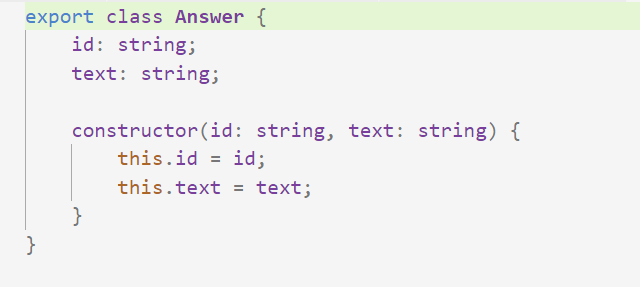 export class Answer {
    id: string;
    text: string;

    constructor(id: string, text: string) {
        this.id = id;
        this.text = text;
    }
}